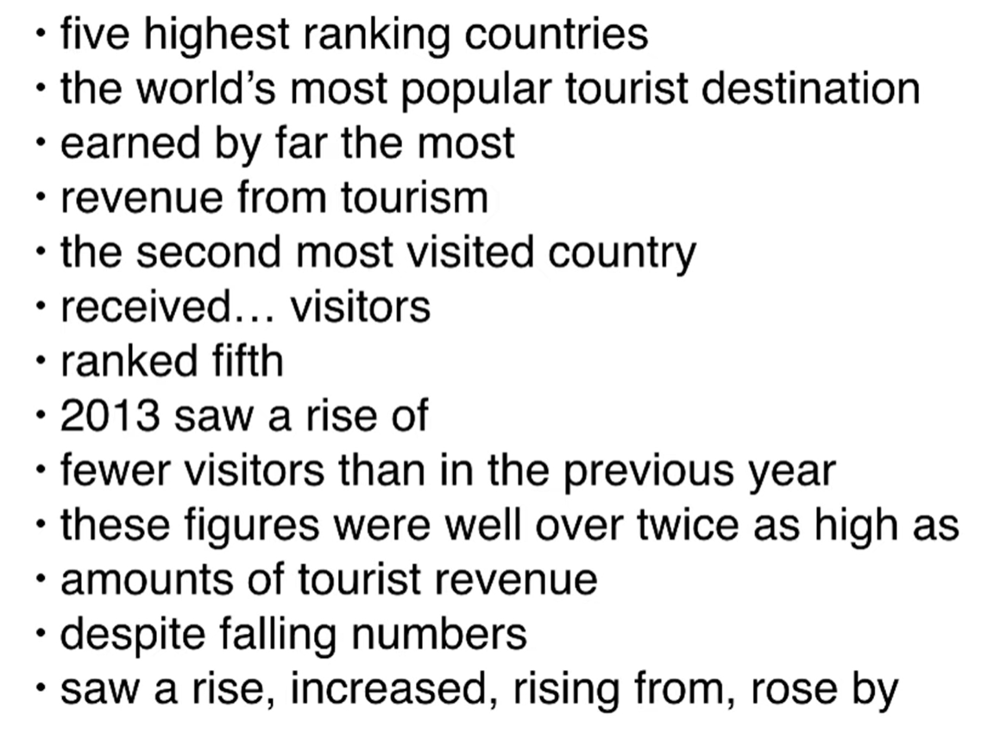 • five highest ranking countries
• the world’s most popular tourist destination
• earned by far the most
• revenue from tourism
• the second most visited country
• received… visitors
• ranked fifth
• 2013 saw a rise of
• fewer visitors than in the previous year
• these figures were well over twice as high as
• amounts of tourist revenue
• despite falling numbers
• saw a rise, increased, rising from, rose by